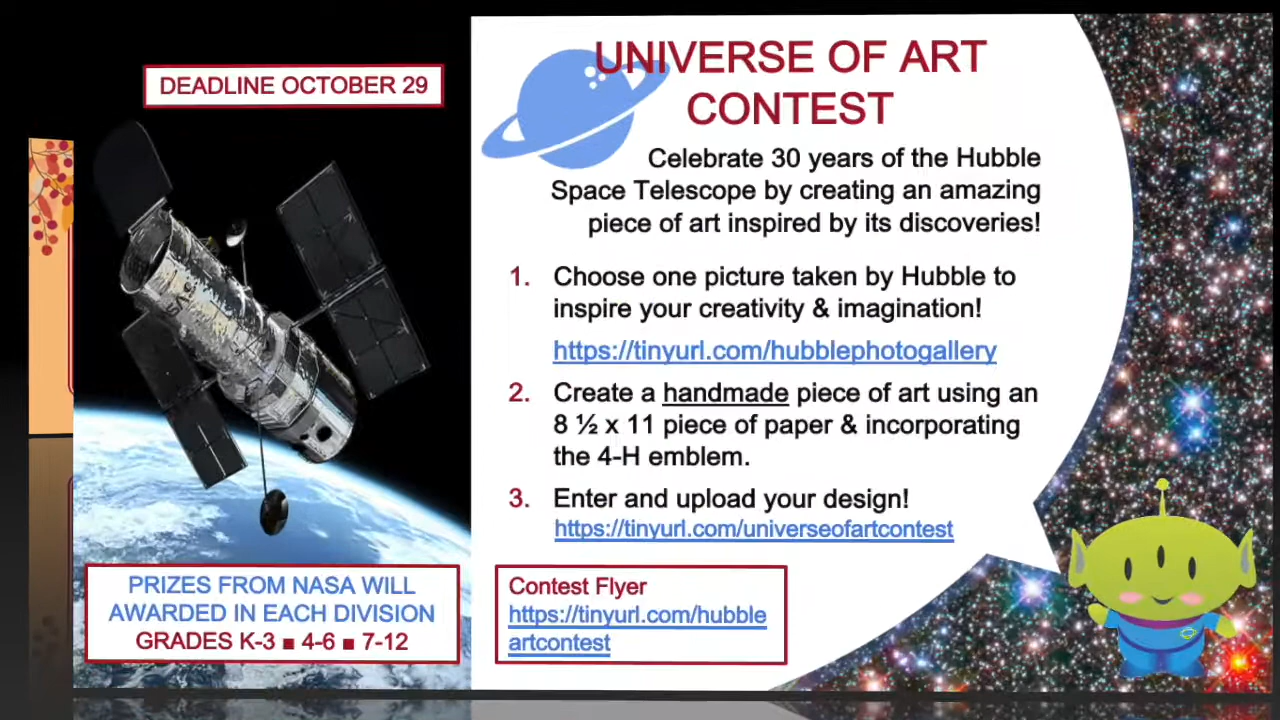 DEADLINE OCTOBER 29
UNIVERSE OF ART
CONTEST
Celebrate 30 years of the Hubble
Space Telescope by creating an amazing
piece of art inspired by its discoveries!
1. Choose one picture taken by Hubble to
inspire your creativity & imagination!
https://tinyurl.com/hubblephotogallery
2. Create a handmade piece of art using an
8 ½ x 11 piece of paper & incorporating
the 4-H emblem.
3. Enter and upload your design!
https://tinyurl.com/universeofartcontest
PRIZES FROM NASA WILL
AWARDED IN EACH DIVISION
GRADES K-3 ■ 4-6 ■ 7-12
Contest Flyer
https://tinyurl.com/hubble
artcontest